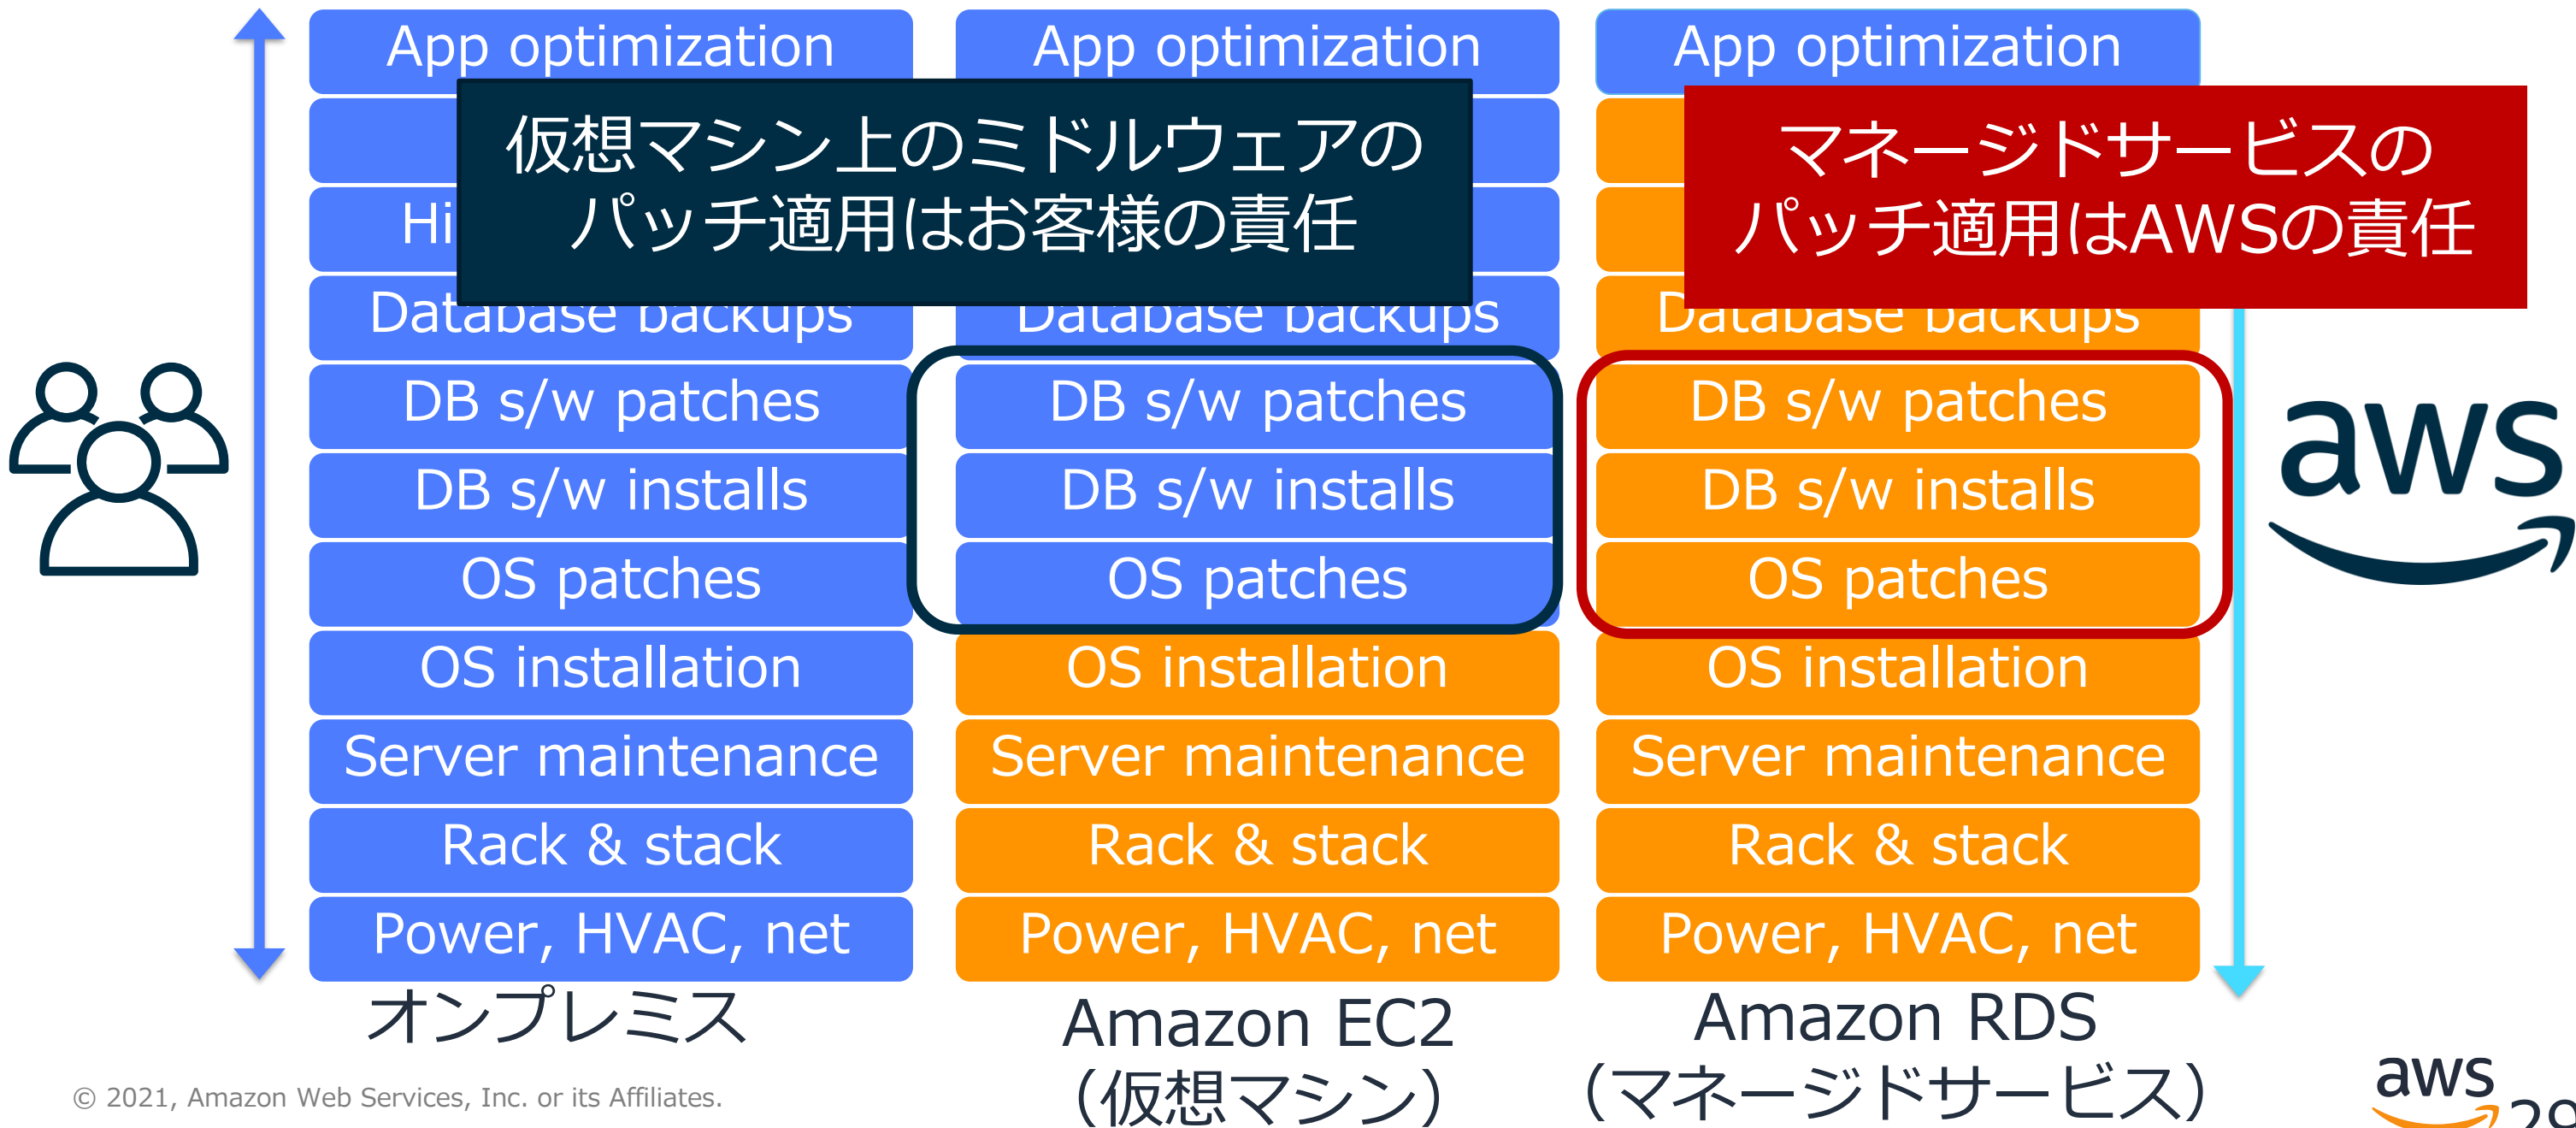 App optimization
App optimization
App optimization
仮想マシン上のミドルウェアの
パッチ適用はお客様の責任
マネージドサービスの
パッチ適用はAWSの責任
Hi
Database backups
Database backups
Database backups
DB s/w patches
DB s/w patches
DB s/w patches
DB s/w installs
DB s/w installs
DB s/w installs
OS patches
OS patches
OS patches
aws
OS installation
OS installation
OS installation
Server maintenance
Server maintenance
Server maintenance
Rack & stack
Rack & stack
Rack & stack
Power, HVAC, net
Power, HVAC, net
Power, HVAC, net
オンプレミス
Amazon EC2
（仮想マシン）
Amazon RDS
（マネージドサービス）
© 2021, Amazon Web Services, Inc. or its Affiliates.
aws
29